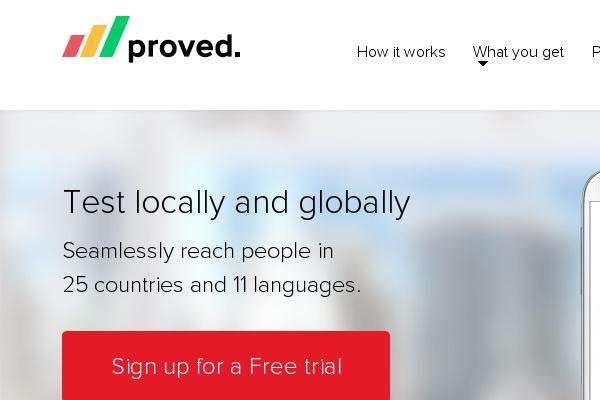 proved.
How it works
What you get
P
Test locally and globally
Seamlessly reach people in
25 countries and 11 languages.
Sign up for a Free trial